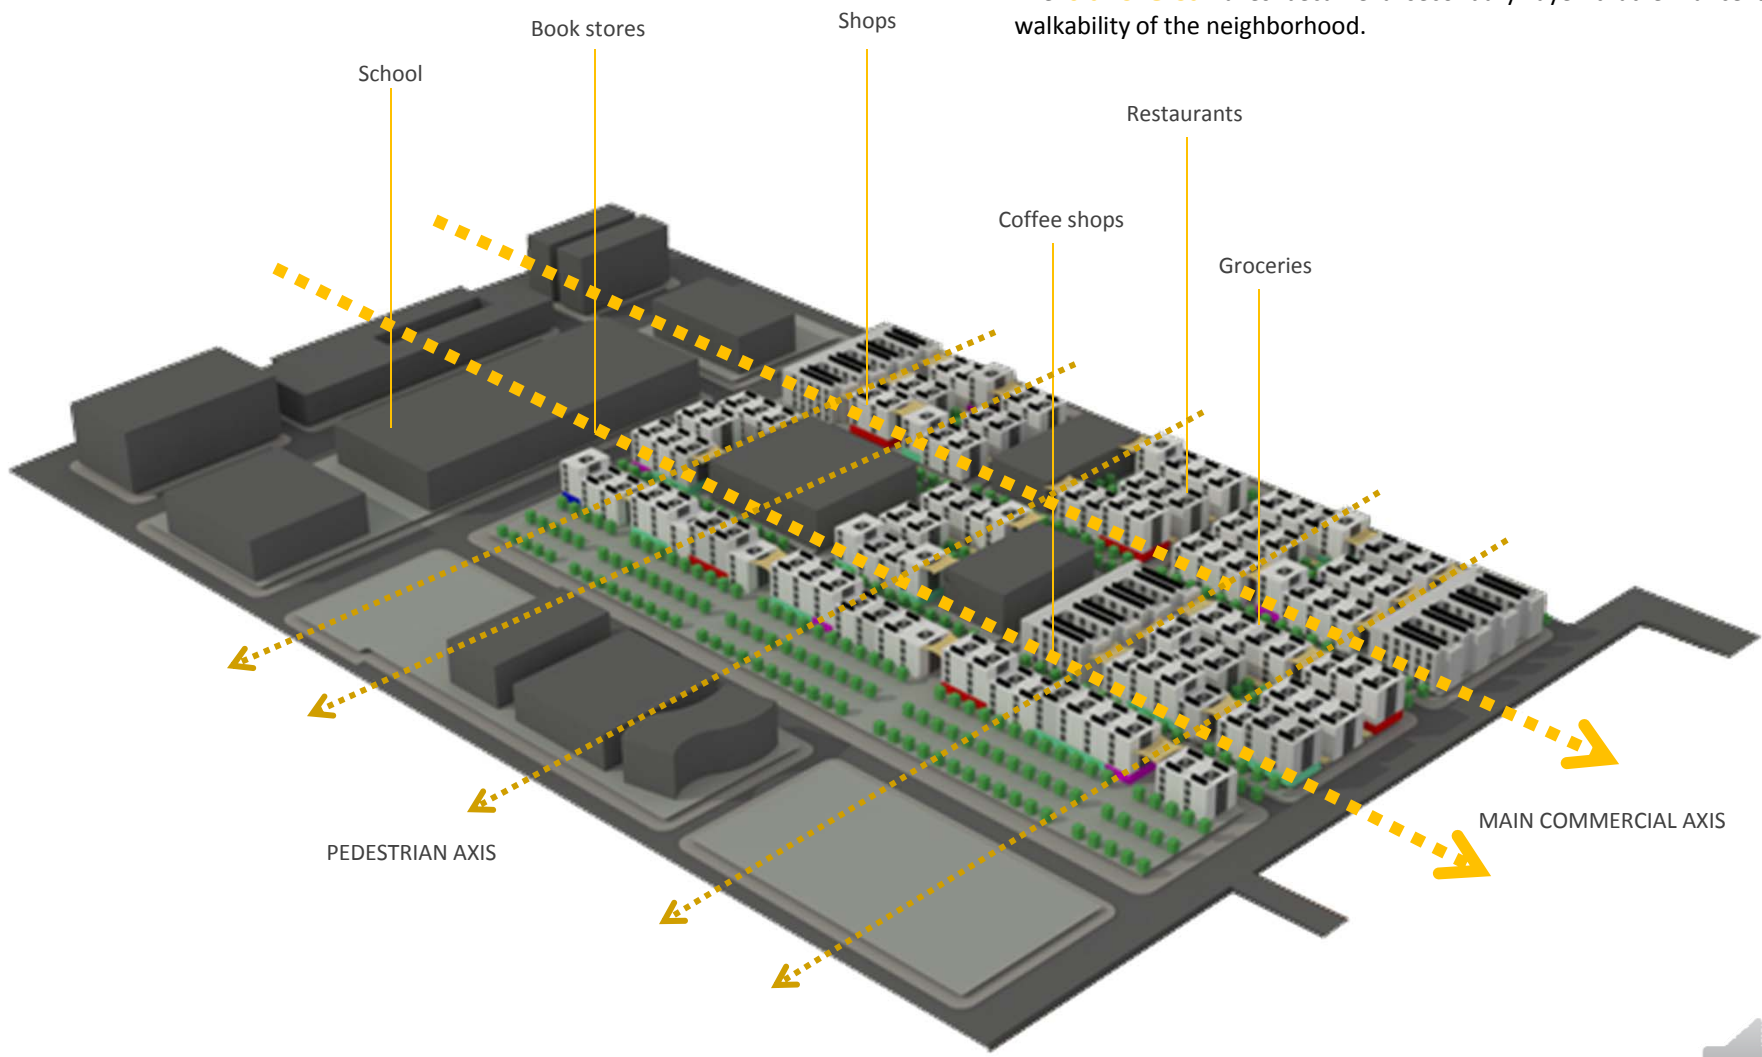 walkability of the neighborhood.
Shops
Book stores
School
Restaurants
Coffee shops
Groceries
MAIN COMMERCIAL AXIS
PEDESTRIAN AXIS